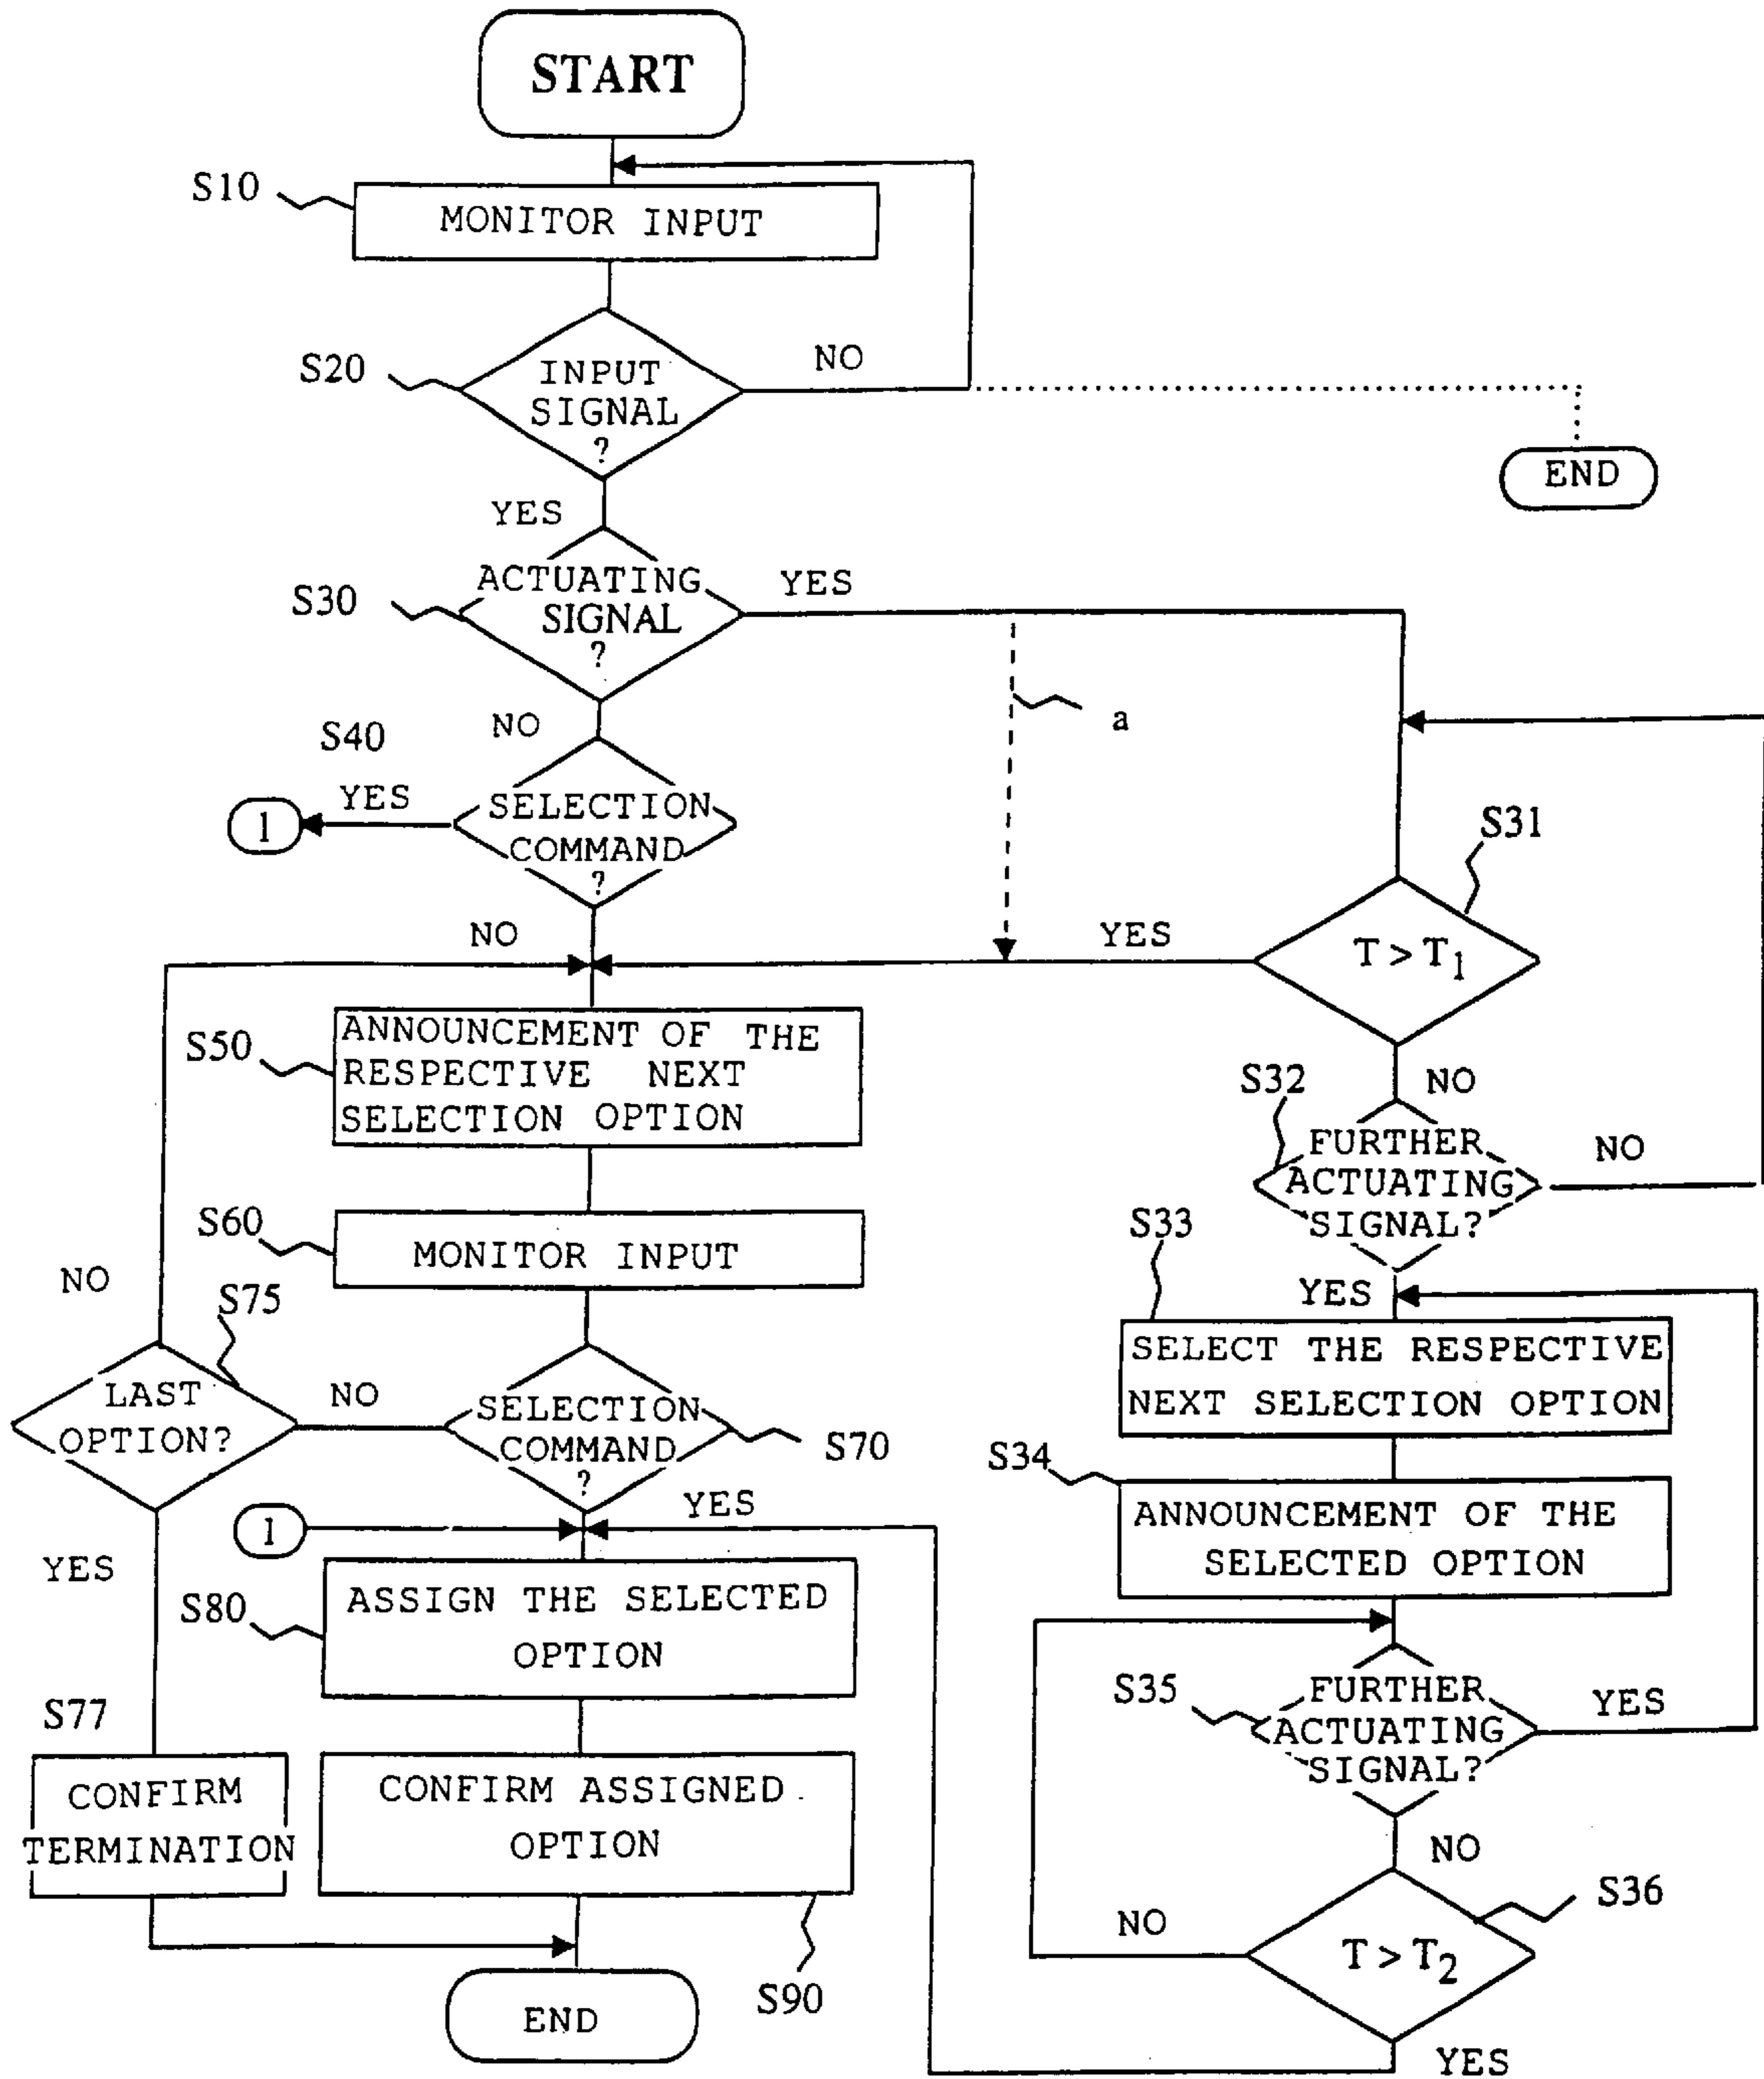 START
S10
MONITOR INPUT
S20
INPUT
SIGNAL
?
NO
END
YES
S30
ACTUATING
SIGNAL
?
YES
NO
a
S40
SELECTION
COMMAND
?
YES
1
NO
S31
T > T1
YES
NO
S50
ANNOUNCEMENT OF THE
RESPECTIVE NEXT
SELECTION OPTION
S32
FURTHER
ACTUATING
SIGNAL?
NO
YES
S60
MONITOR INPUT
S33
SELECT THE RESPECTIVE
NEXT SELECTION OPTION
NO
S75
LAST
OPTION?
NO
SELECTION
COMMAND
?
S70
YES
S34
ANNOUNCEMENT OF THE
SELECTED OPTION
1
YES
S80
ASSIGN THE SELECTED
OPTION
S35
FURTHER
ACTUATING
SIGNAL?
YES
NO
S77
CONFIRM
TERMINATION
CONFIRM ASSIGNED
OPTION
S90
S36
T > T2
NO
YES
END